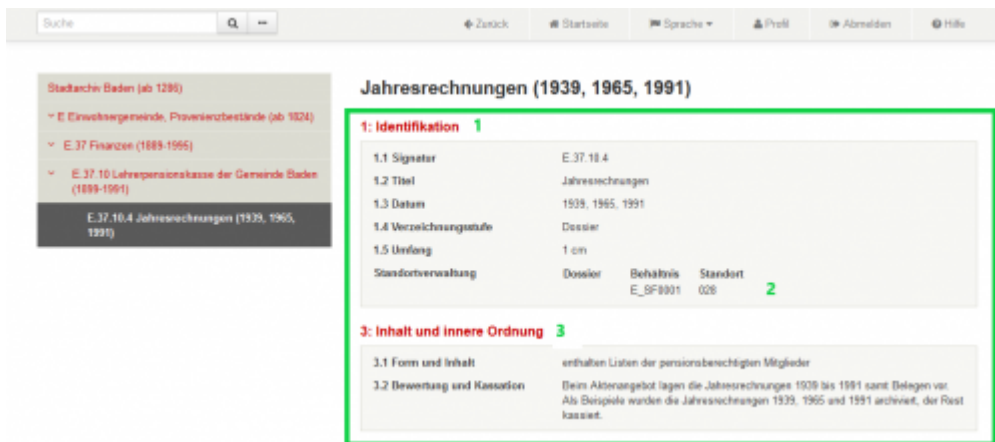 Suche
Zurück Startseite Sprache Profil Abmelden Hilfe
Stadtarchiv Baden (ab 1286)
E Einwohnergemeinde, Provenienzbestände (ab 1824)
E.37 Finanzen (1889-1995)
E.37.10 Lehrerpensionskasse der Gemeinde Baden
(1899-1991)
E.37.10.4 Jahresrechnungen (1939, 1965,
1991)
Jahresrechnungen (1939, 1965, 1991)
1: Identifikation 1
1.1 Signatur E.37.10.4
1.2 Titel Jahresrechnungen
1.3 Datum 1939, 1965, 1991
1.4 Verzeichnungsstufe Dossier
1.5 Umfang 1 cm
Standortverwaltung Dossier Behältnis Standort
E_SF0001 028 2
3: Inhalt und innere Ordnung 3
3.1 Form und Inhalt enthalten Listen der pensionsberechtigten Mitglieder
3.2 Bewertung und Kassation Beim Aktenangebot lagen die Jahresrechnungen 1939 bis 1991 samt Belegen vor.
Als Beispiele wurden die Jahresrechnungen 1939, 1965 und 1991 archiviert, der Rest
kassiert.